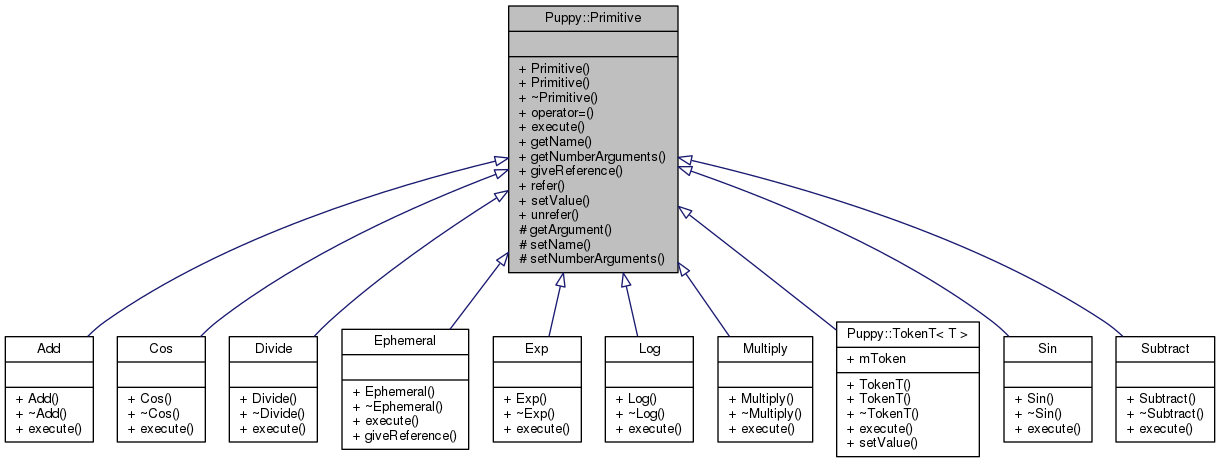 Puppy::Primitive
+ Primitive()
+ Primitive()
+ ~Primitive()
+ operator=()
+ execute()
+ getName()
+ getNumberArguments()
+ giveReference()
+ refer()
+ setValue()
+ unrefer()
# getArgument()
# setName()
# setNumberArguments()
Add
+ Add()
+ ~Add()
+ execute()
Cos
+ Cos()
+ ~Cos()
+ execute()
Divide
+ Divide()
+ ~Divide()
+ execute()
Ephemeral
+ Ephemeral()
+ ~Ephemeral()
+ execute()
+ giveReference()
Exp
+ Exp()
+ ~Exp()
+ execute()
Log
+ Log()
+ ~Log()
+ execute()
Multiply
+ Multiply()
+ ~Multiply()
+ execute()
Puppy::TokenT< T >
+ mToken
+ TokenT()
+ TokenT()
+ ~TokenT()
+ execute()
+ setValue()
Sin
+ Sin()
+ ~Sin()
+ execute()
Subtract
+ Subtract()
+ ~Subtract()
+ execute()